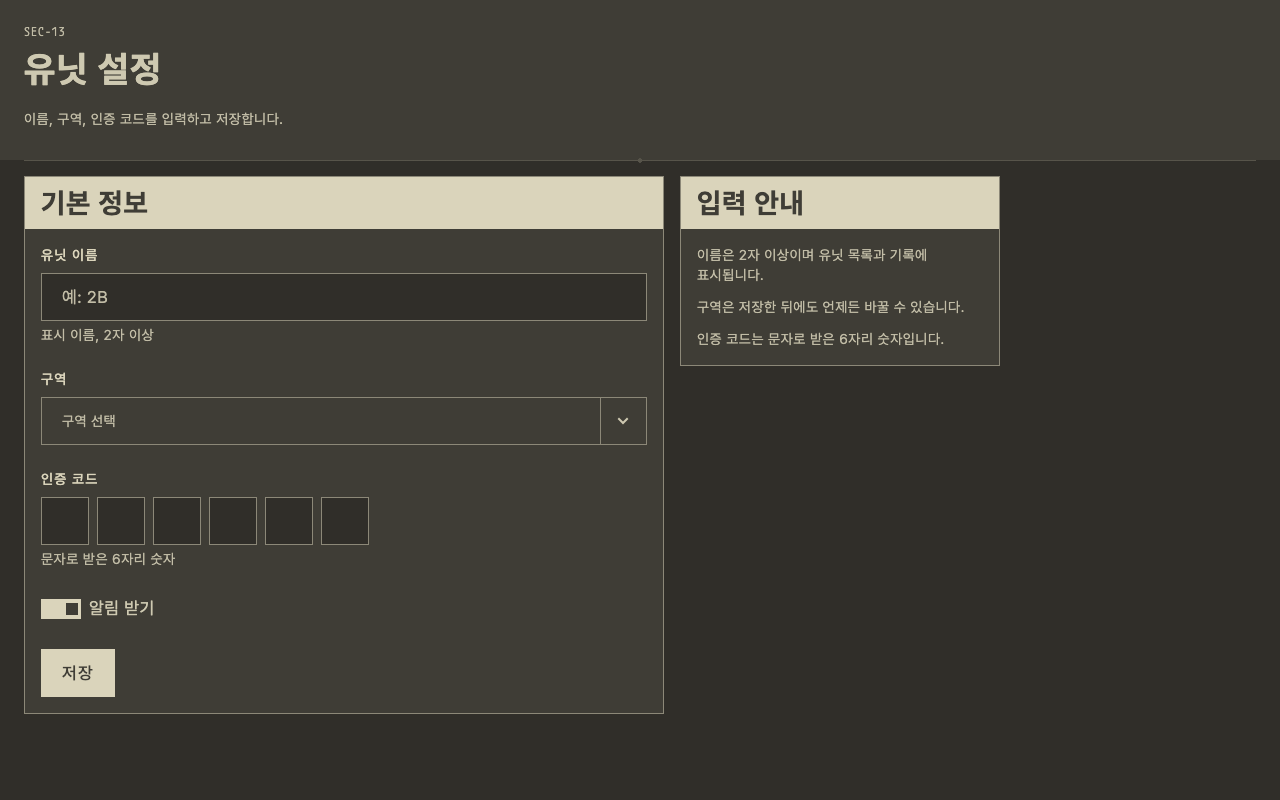 SEC-13
유닛 설정
이름, 구역, 인증 코드를 입력하고 저장합니다.
기본 정보
유닛 이름
예: 2B
표시 이름, 2자 이상
구역
구역 선택
인증 코드
문자로 받은 6자리 숫자
알림 받기
저장
입력 안내
이름은 2자 이상이며 유닛 목록과 기록에
표시됩니다.
구역은 저장한 뒤에도 언제든 바꿀 수 있습니다.
인증 코드는 문자로 받은 6자리 숫자입니다.